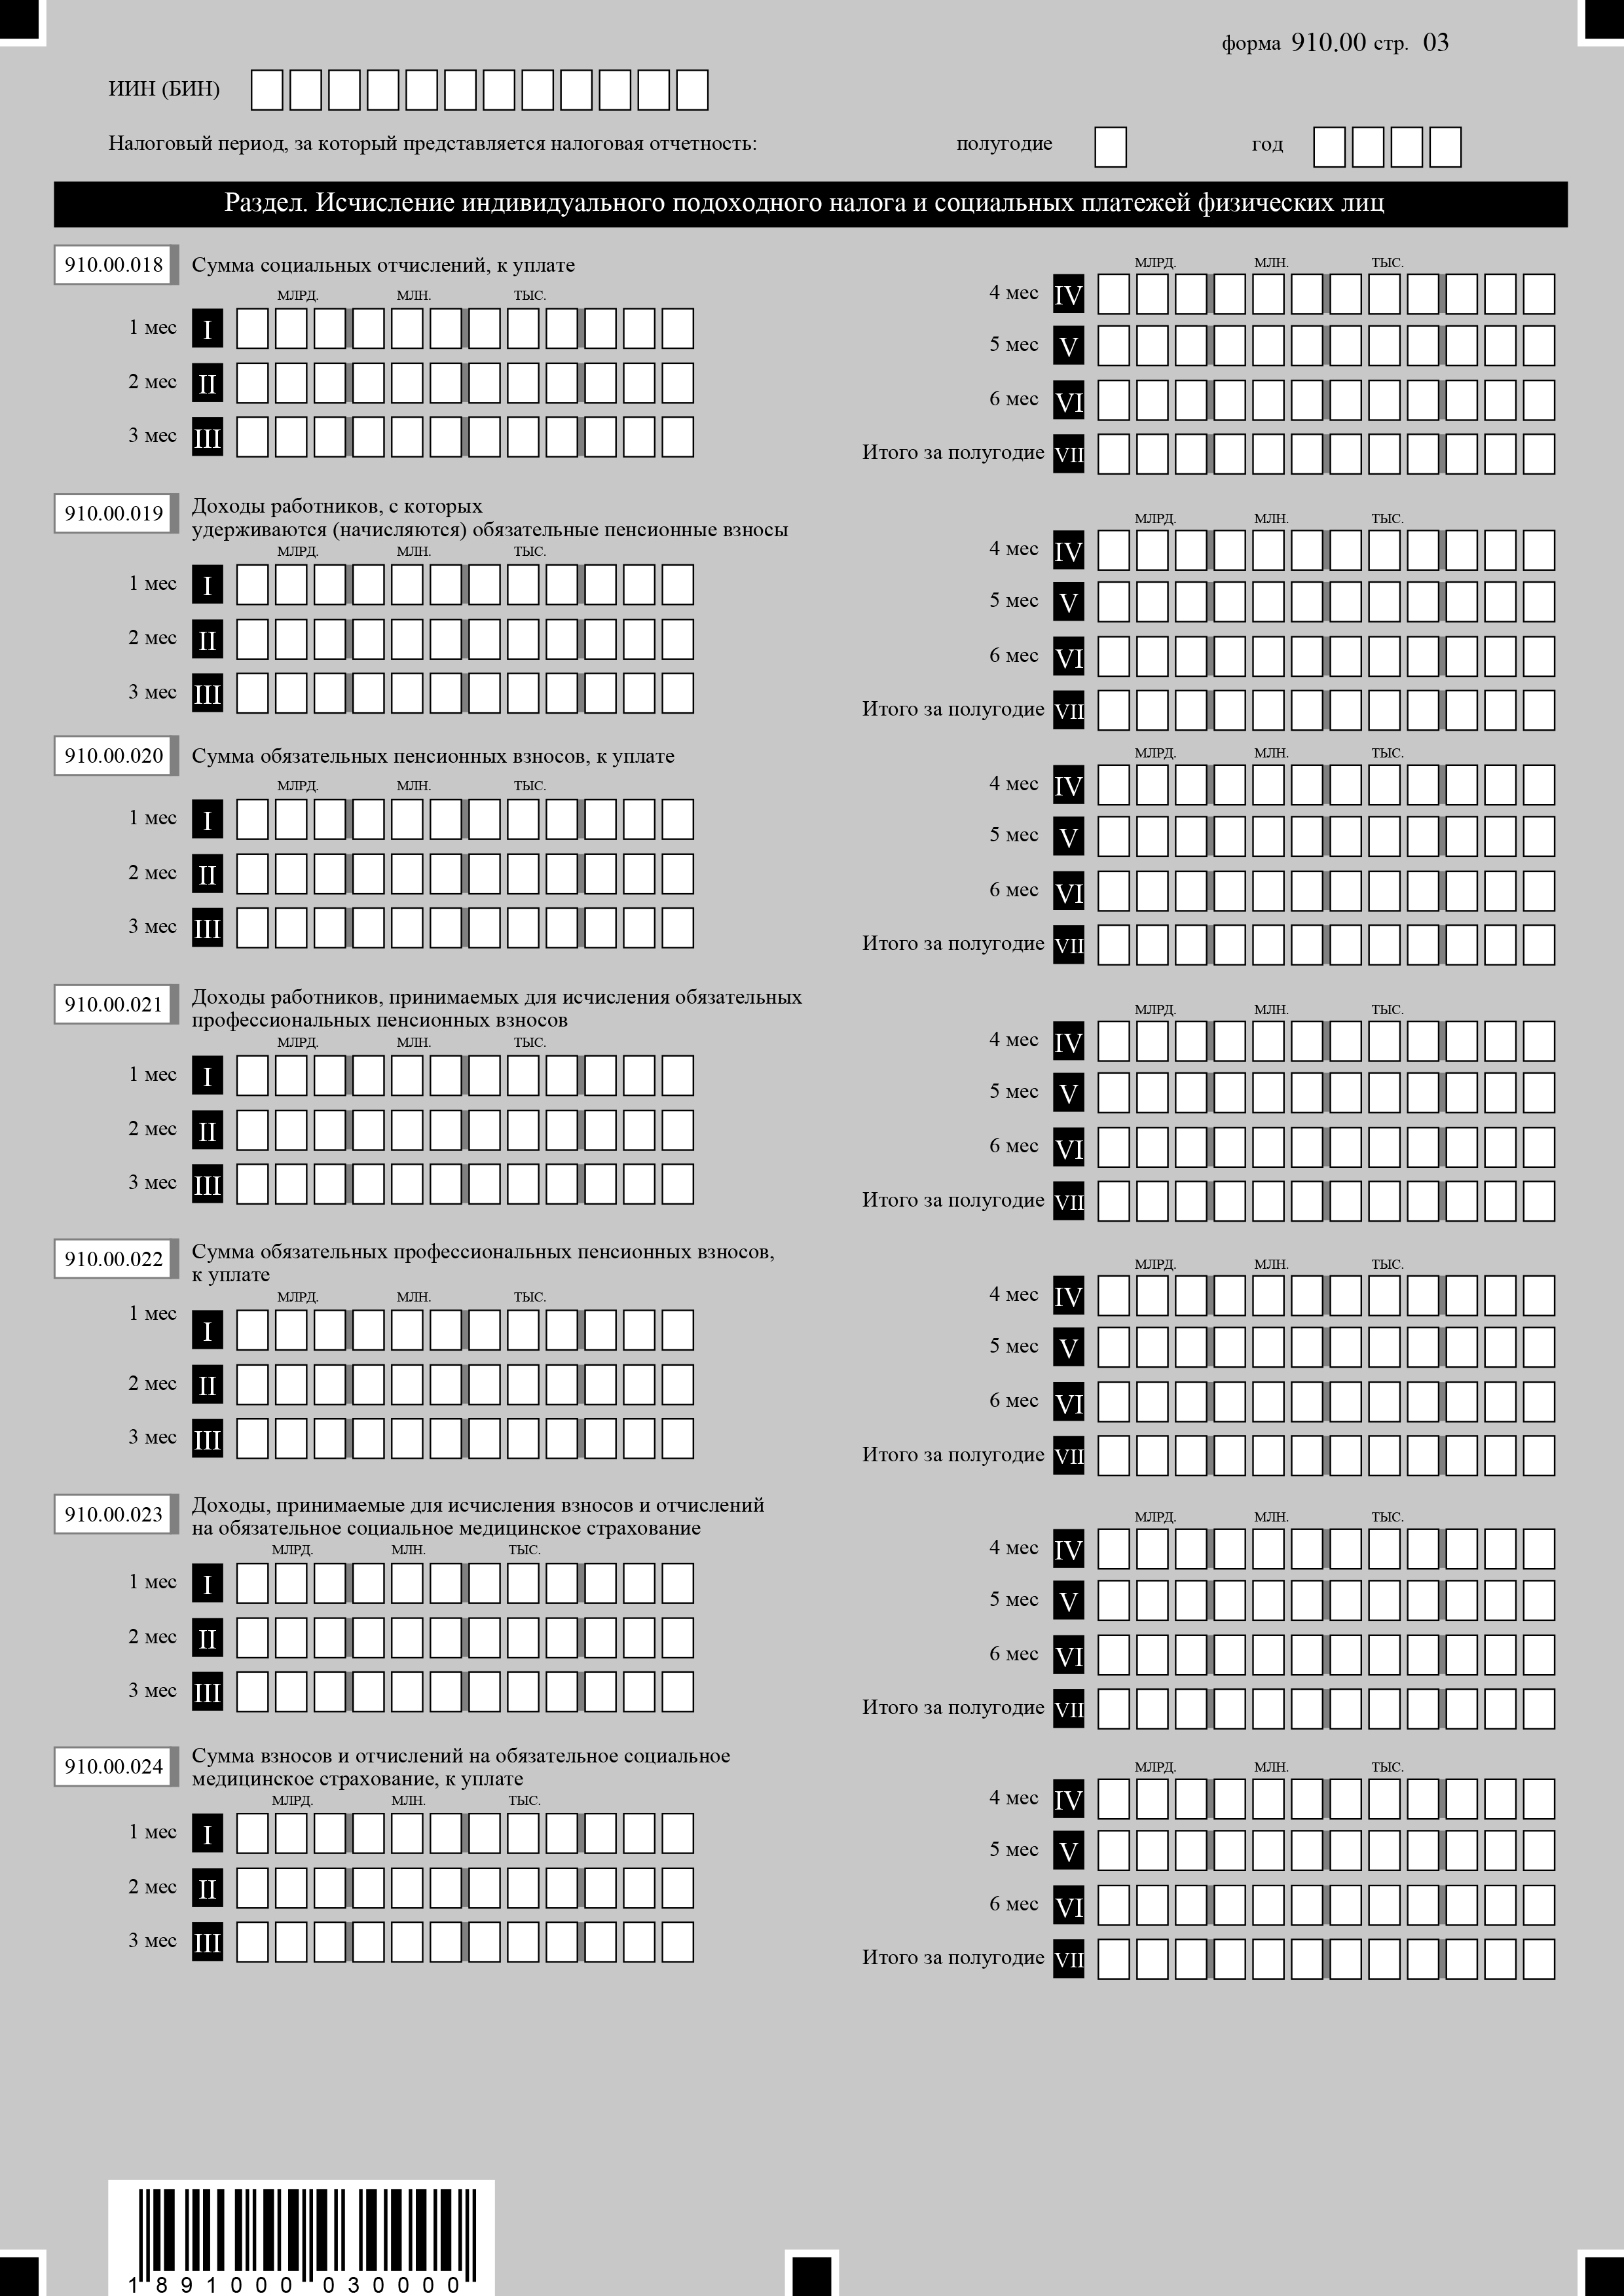 форма 910.00 стр. 03
ИИН (БИН)
Налоговый период, за который представляется налоговая отчетность: полугодие год
Раздел. Исчисление индивидуального подоходного налога и социальных платежей физических лиц
910.00.018 Сумма социальных отчислений, к уплате
МЛРД. МЛН. ТЫС.
1 мес I
2 мес II
3 мес III
МЛРД. МЛН. ТЫС.
4 мес IV
5 мес V
6 мес VI
Итого за полугодие VII
910.00.019 Доходы работников, с которых
удерживаются (начисляются) обязательные пенсионные взносы
МЛРД. МЛН. ТЫС.
1 мес I
2 мес II
3 мес III
МЛРД. МЛН. ТЫС.
4 мес IV
5 мес V
6 мес VI
Итого за полугодие VII
910.00.020 Сумма обязательных пенсионных взносов, к уплате
МЛРД. МЛН. ТЫС.
1 мес I
2 мес II
3 мес III
МЛРД. МЛН. ТЫС.
4 мес IV
5 мес V
6 мес VI
Итого за полугодие VII
910.00.021 Доходы работников, принимаемых для исчисления обязательных
профессиональных пенсионных взносов
МЛРД. МЛН. ТЫС.
1 мес I
2 мес II
3 мес III
МЛРД. МЛН. ТЫС.
4 мес IV
5 мес V
6 мес VI
Итого за полугодие VII
910.00.022 Сумма обязательных профессиональных пенсионных взносов,
к уплате
МЛРД. МЛН. ТЫС.
1 мес I
2 мес II
3 мес III
МЛРД. МЛН. ТЫС.
4 мес IV
5 мес V
6 мес VI
Итого за полугодие VII
910.00.023 Доходы, принимаемые для исчисления взносов и отчислений
на обязательное социальное медицинское страхование
МЛРД. МЛН. ТЫС.
1 мес I
2 мес II
3 мес III
МЛРД. МЛН. ТЫС.
4 мес IV
5 мес V
6 мес VI
Итого за полугодие VII
910.00.024 Сумма взносов и отчислений на обязательное социальное
медицинское страхование, к уплате
МЛРД. МЛН. ТЫС.
1 мес I
2 мес II
3 мес III
МЛРД. МЛН. ТЫС.
4 мес IV
5 мес V
6 мес VI
Итого за полугодие VII
1 891000 030000